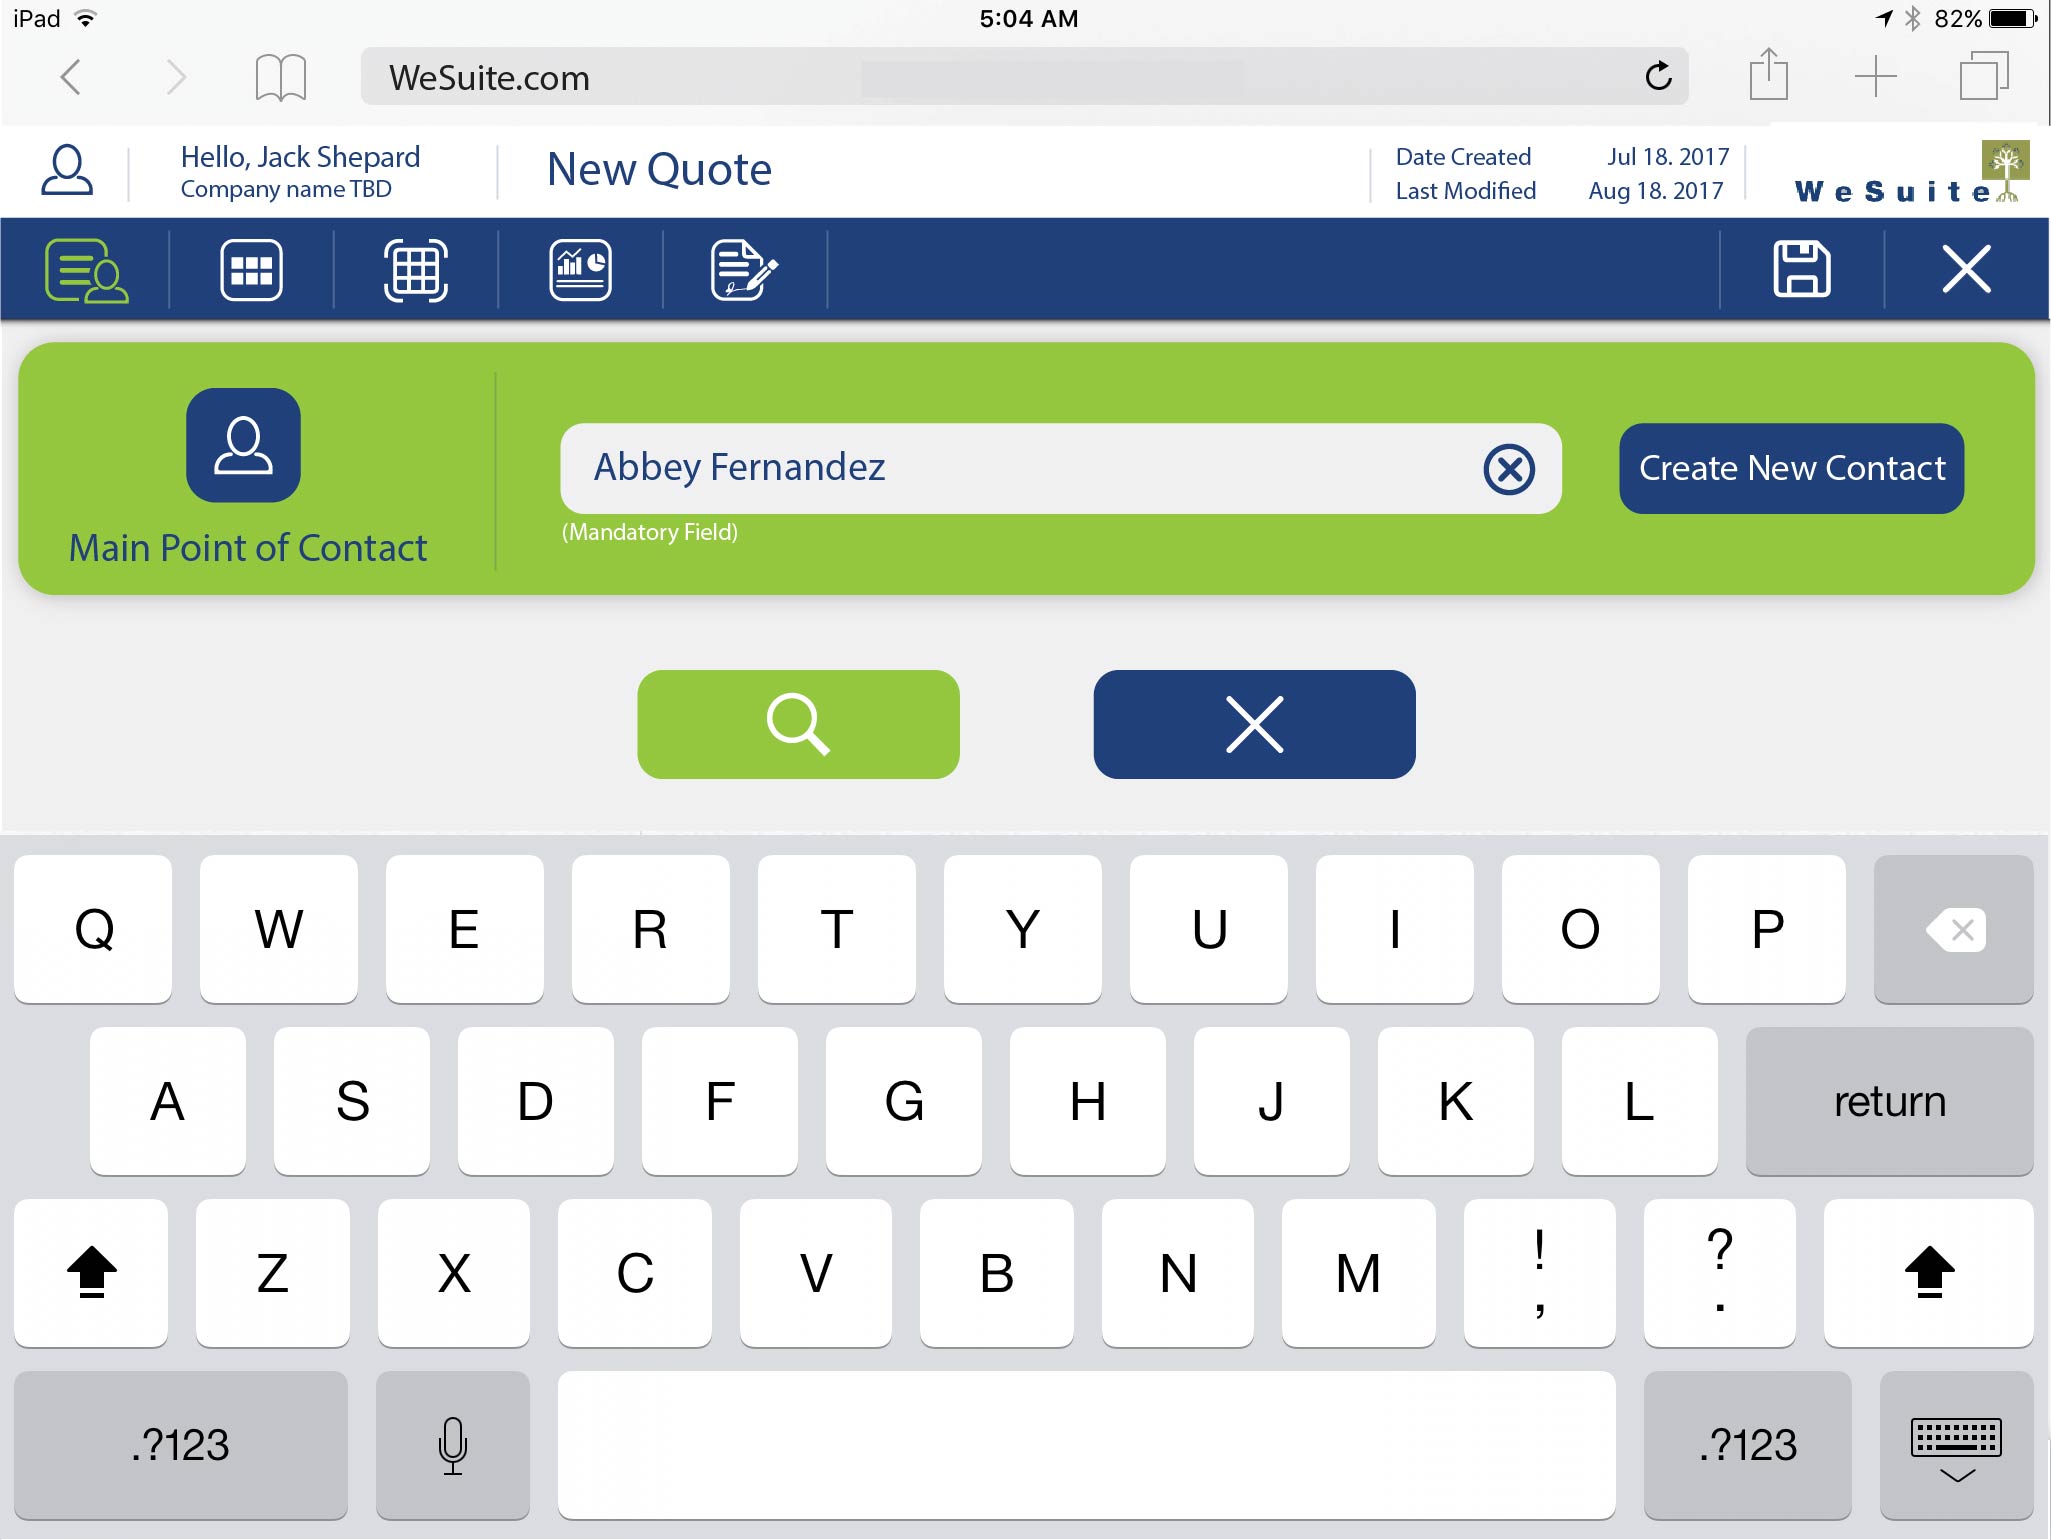 iPad 5:04 AM 82%
WeSuite.com
Hello, Jack Shepard
Company name TBD
New Quote
Date Created Jul 18. 2017
Last Modified Aug 18. 2017
WeSuite
Main Point of Contact
Abbey Fernandez
(Mandatory Field)
Create New Contact
Q W E R T Y U I O P
A S D F G H J K L return
Z X C V B N M ! , ? .
.?123 .?123